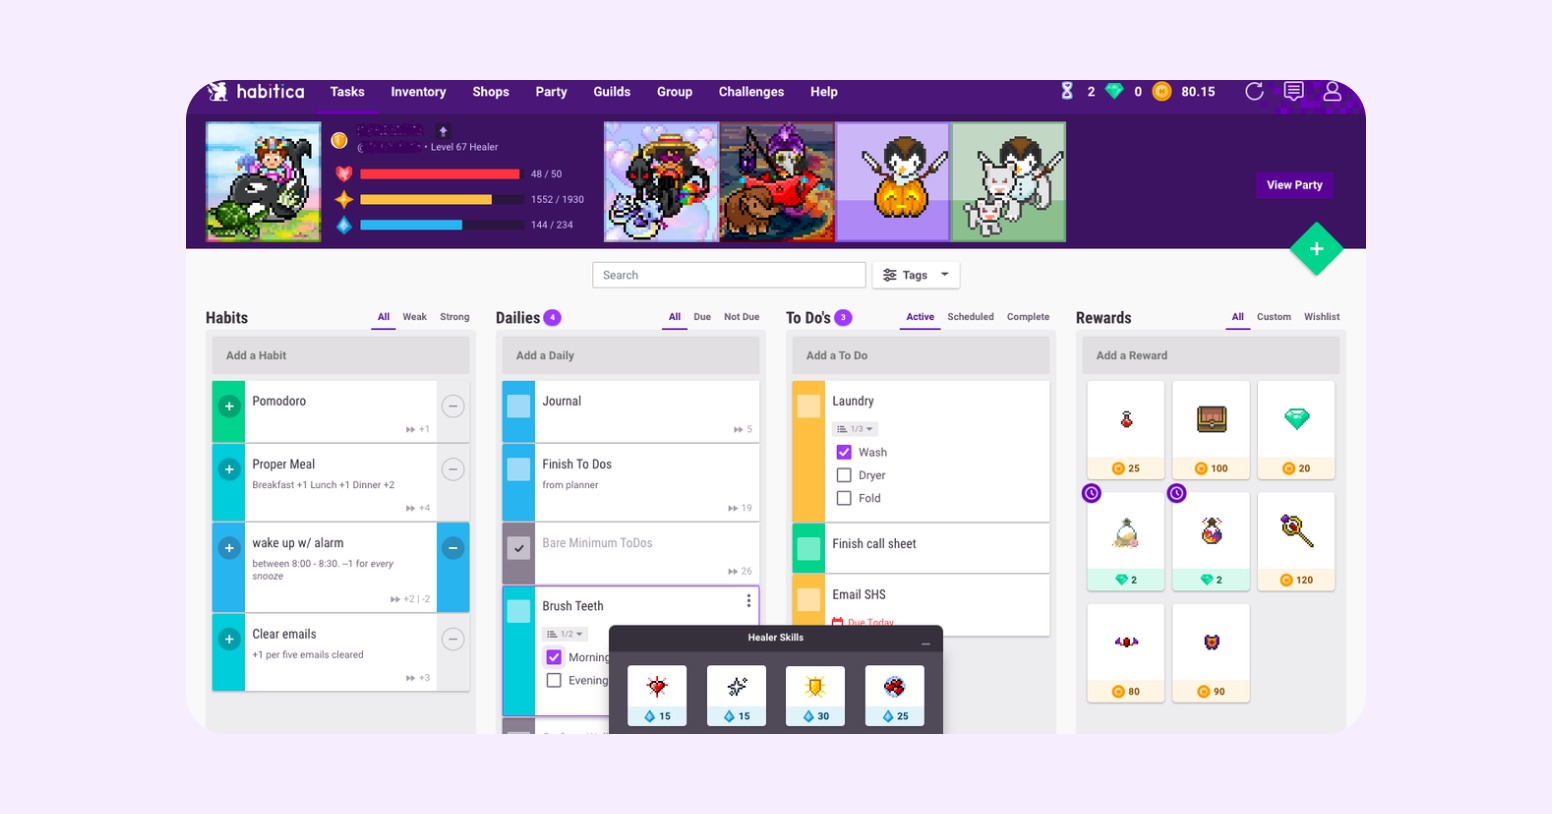 habitica
Tasks
Inventory
Shops
Party
Guilds
Group
Challenges
Help
2
0
80.15
• Level 67 Healer
48 / 50
1552 / 1930
144 / 234
View Party
Search
Tags
Habits
All
Weak
Strong
Add a Habit
Pomodoro
+1
Proper Meal
Breakfast +1 Lunch +1 Dinner +2
+4
wake up w/ alarm
between 8:00 - 8:30. –1 for every
snooze
+2 | -2
Clear emails
+1 per five emails cleared
+3
Dailies 4
All
Due
Not Due
Add a Daily
Journal
5
Finish To Dos
from planner
19
Bare Minimum ToDos
26
Brush Teeth
1/2
Morning
Evening
To Do's 3
Active
Scheduled
Complete
Add a To Do
Laundry
1/3
Wash
Dryer
Fold
Finish call sheet
Email SHS
Due Today
Rewards
All
Custom
Wishlist
Add a Reward
25
100
20
2
2
120
80
90
Healer Skills
15
15
30
25